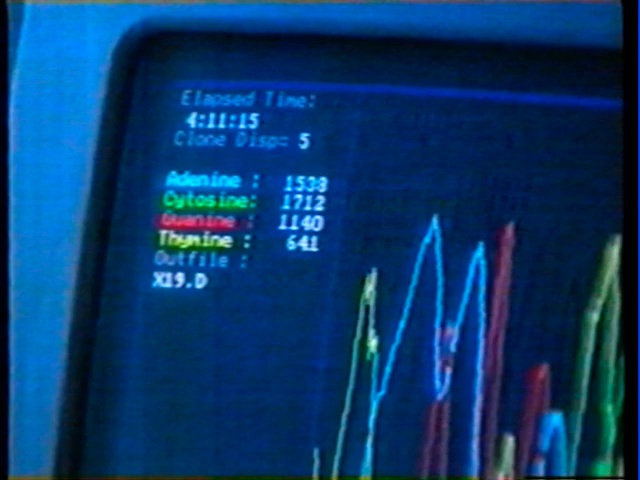 Elapsed Time:
4:11:15
Clone Disp= 5
Adenine : 1538
Cytosine: 1712
Guanine : 1140
Thymine : 641
Outfile :
X19.D